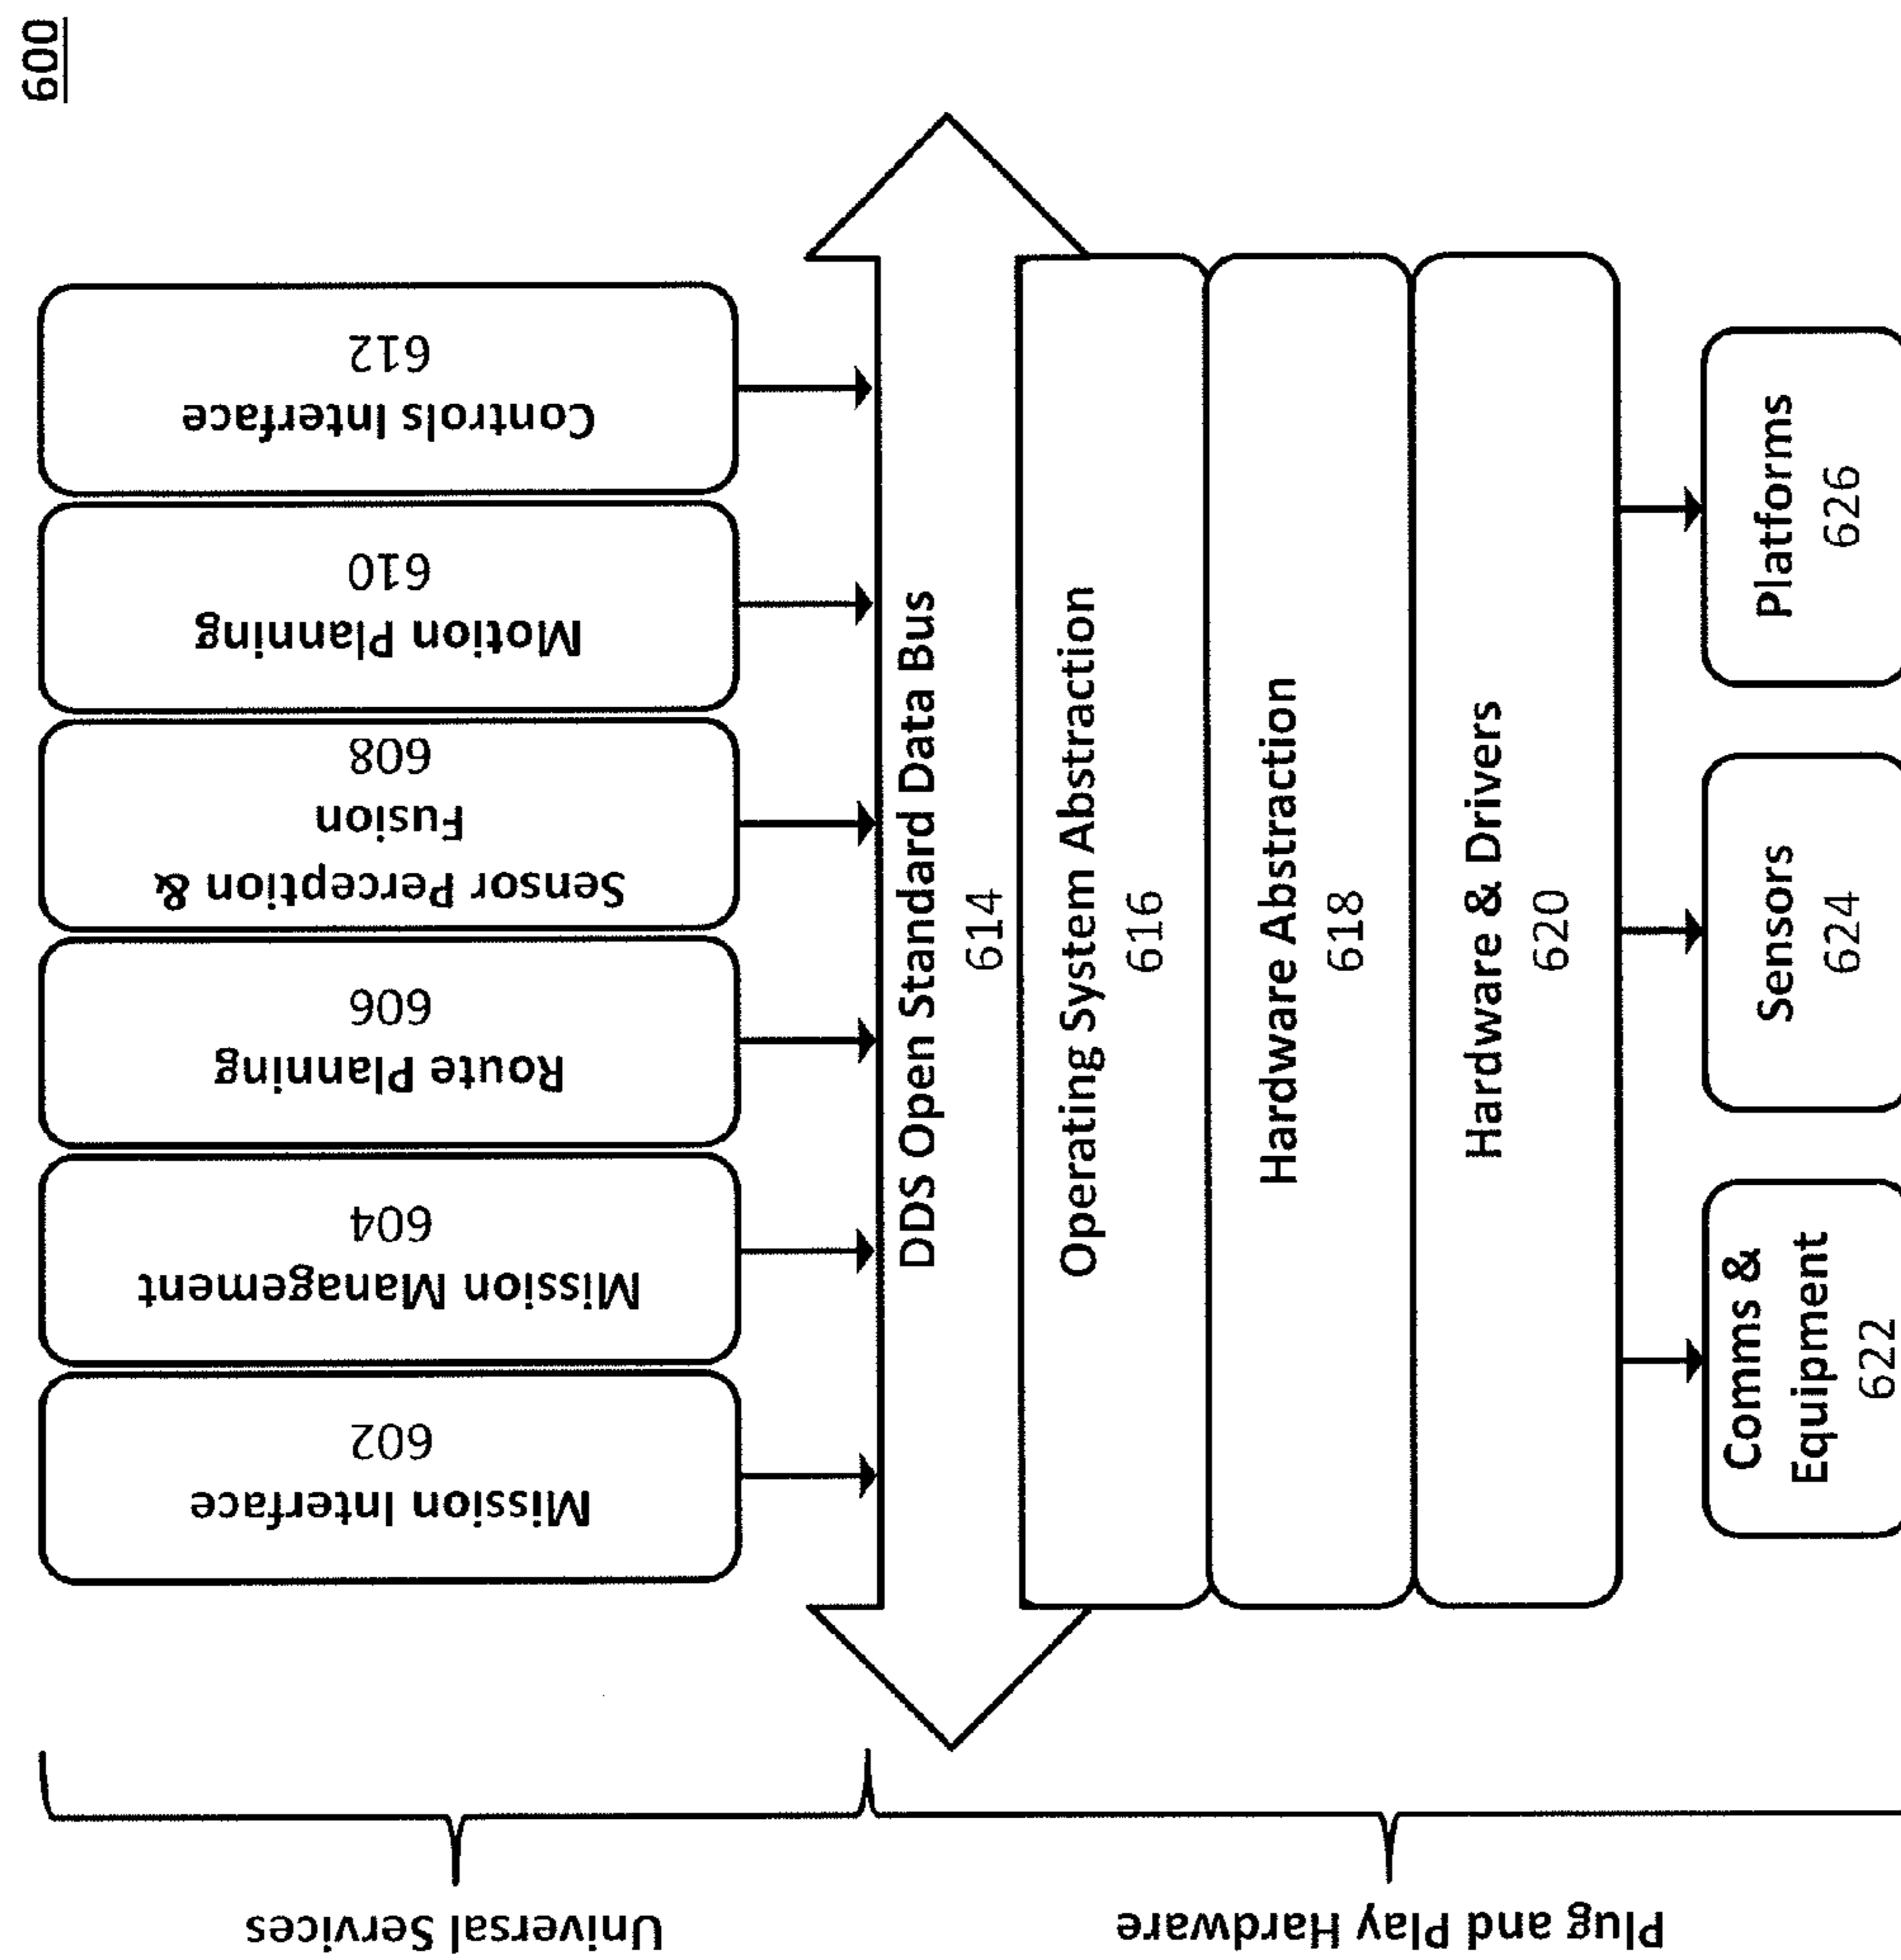 600
Universal Services
Mission Interface
602
Mission Management
604
Route Planning
606
Sensor Perception &
Fusion
608
Motion Planning
610
Controls Interface
612
DDS Open Standard Data Bus
614
Plug and Play Hardware
Operating System Abstraction
616
Hardware Abstraction
618
Hardware & Drivers
620
Comms &
Equipment
622
Sensors
624
Platforms
626